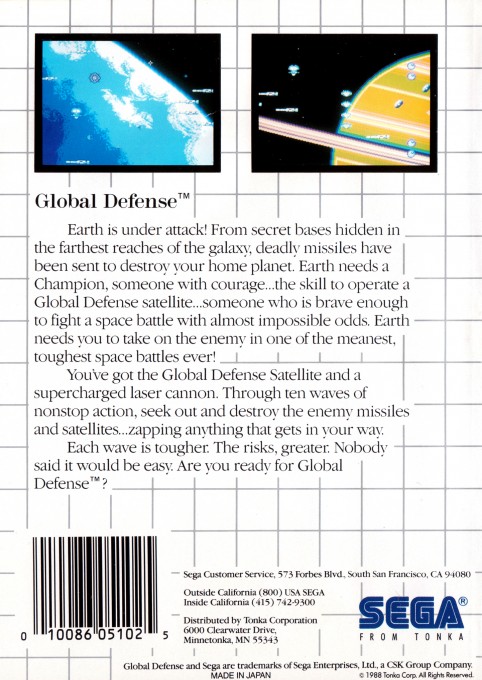 Global Defense™
Earth is under attack! From secret bases hidden in
the farthest reaches of the galaxy, deadly missiles have
been sent to destroy your home planet. Earth needs a
Champion, someone with courage...the skill to operate a
Global Defense satellite...someone who is brave enough
to fight a space battle with almost impossible odds. Earth
needs you to take on the enemy in one of the meanest,
toughest space battles ever!
You've got the Global Defense Satellite and a
supercharged laser cannon. Through ten waves of
nonstop action, seek out and destroy the enemy missiles
and satellites...zapping anything that gets in your way.
Each wave is tougher. The risks, greater. Nobody
said it would be easy. Are you ready for Global
Defense™?
0 10086 05102 5
Sega Customer Service, 573 Forbes Blvd., South San Francisco, CA 94080
Outside California (800) USA SEGA
Inside California (415) 742-9300
Distributed by Tonka Corporation
6000 Clearwater Drive,
Minnetonka, MN 55343
SEGA®
FROM TONKA
Global Defense and Sega are trademarks of Sega Enterprises, Ltd., a CSK Group Company.
MADE IN JAPAN
© 1988 Tonka Corp. All Rights Reserved.